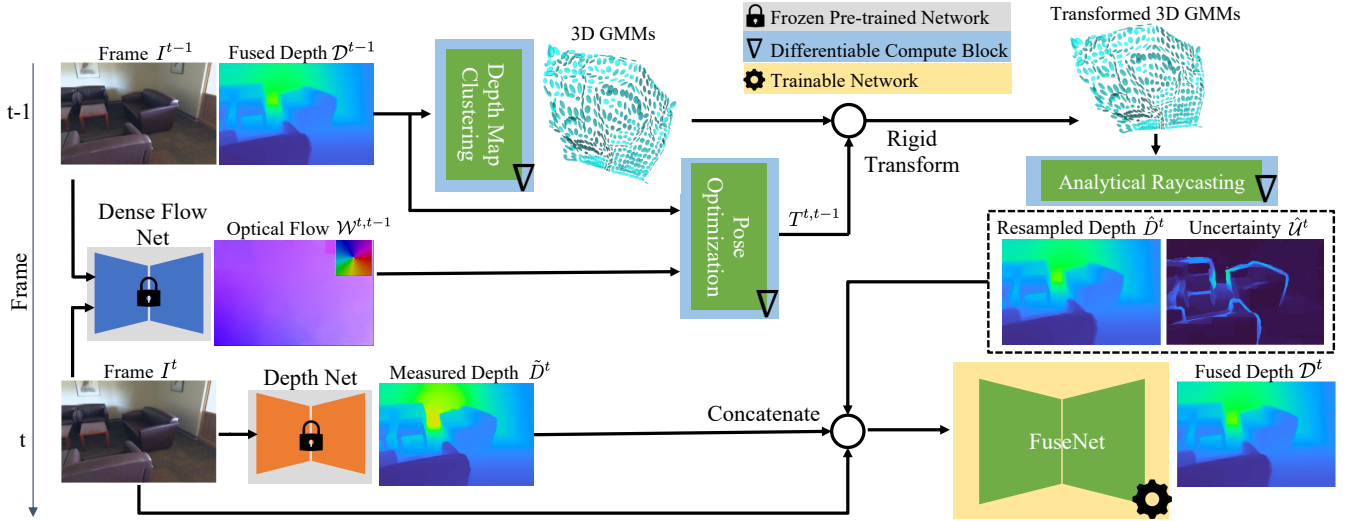 Frozen Pre-trained Network
Differentiable Compute Block
Trainable Network
Transformed 3D GMMs
Frame I^{t-1}
Fused Depth 𝒟^{t-1}
3D GMMs
t-1
Depth Map
Clustering
Rigid
Transform
Analytical Raycasting
Dense Flow
Net
Optical Flow 𝒲^{t,t-1}
Pose
Optimization
T^{t,t-1}
Resampled Depth D̂^t
Uncertainty 𝒰̂^t
Frame
Frame I^t
Depth Net
Measured Depth D̃^t
Concatenate
Fused Depth 𝒟^t
t
FuseNet